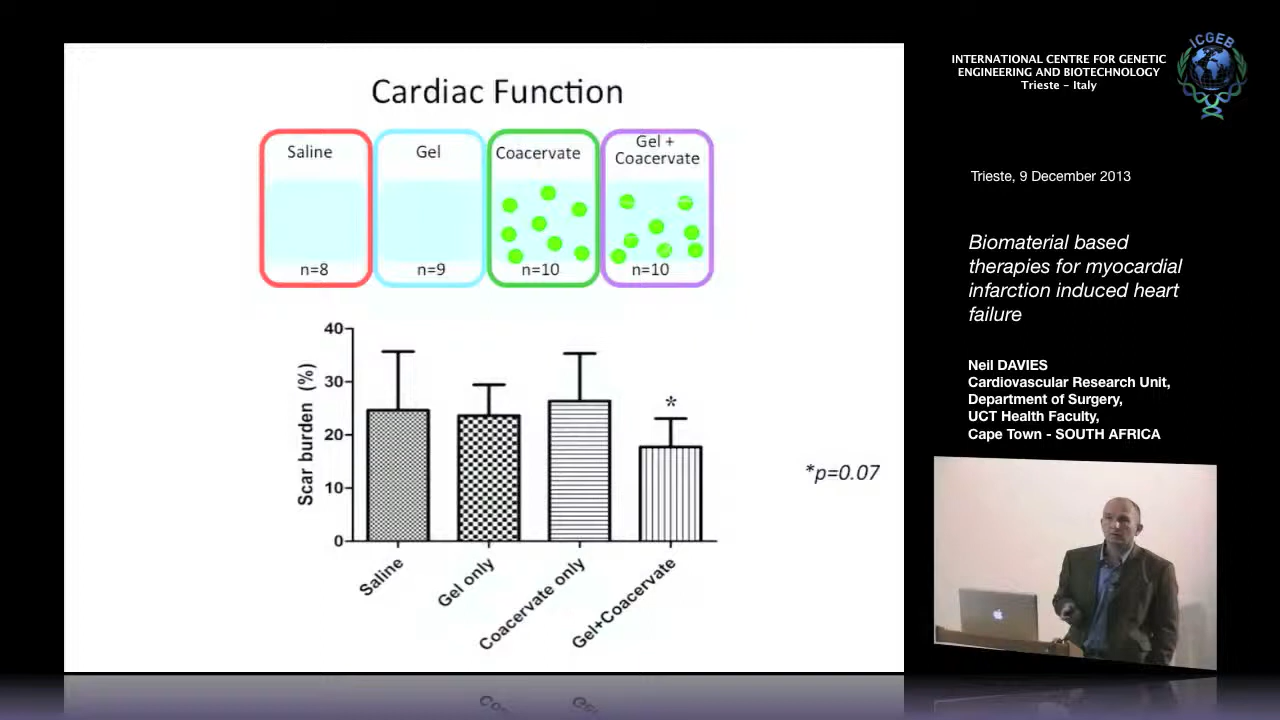 Cardiac Function
Saline
Gel
Coacervate
Gel +
Coacervate
n=8
n=9
n=10
n=10
Scar burden (%)
40
30
20
10
0
*
*p=0.07
Saline
Gel only
Coacervate only
Gel+Coacervate
ICGEB
INTERNATIONAL CENTRE FOR GENETIC
ENGINEERING AND BIOTECHNOLOGY
Trieste - Italy
Trieste, 9 December 2013
Biomaterial based
therapies for myocardial
infarction induced heart
failure
Neil DAVIES
Cardiovascular Research Unit,
Department of Surgery,
UCT Health Faculty,
Cape Town - SOUTH AFRICA